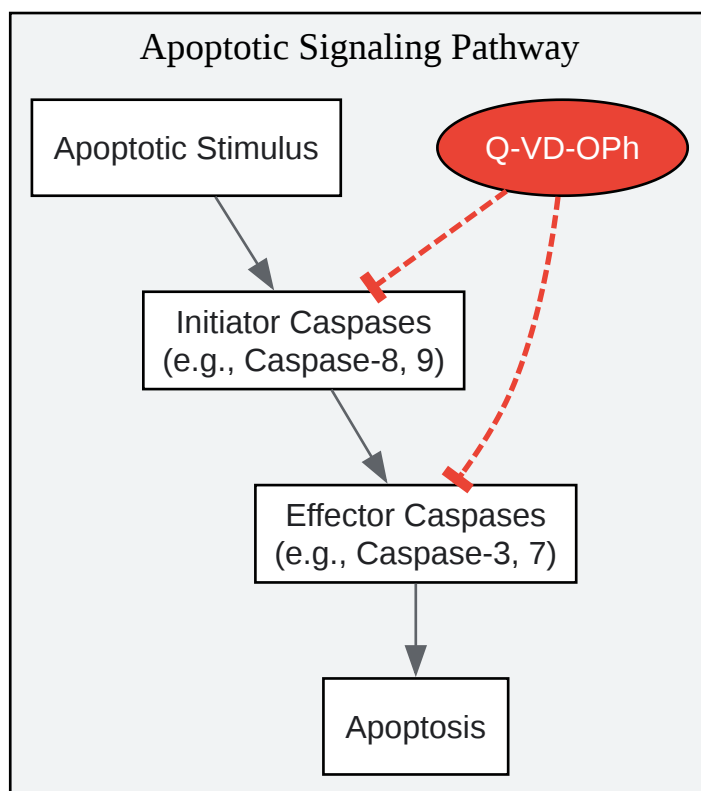 Apoptotic Signaling Pathway
Apoptotic Stimulus
Q-VD-OPh
Initiator Caspases
(e.g., Caspase-8, 9)
Effector Caspases
(e.g., Caspase-3, 7)
Apoptosis